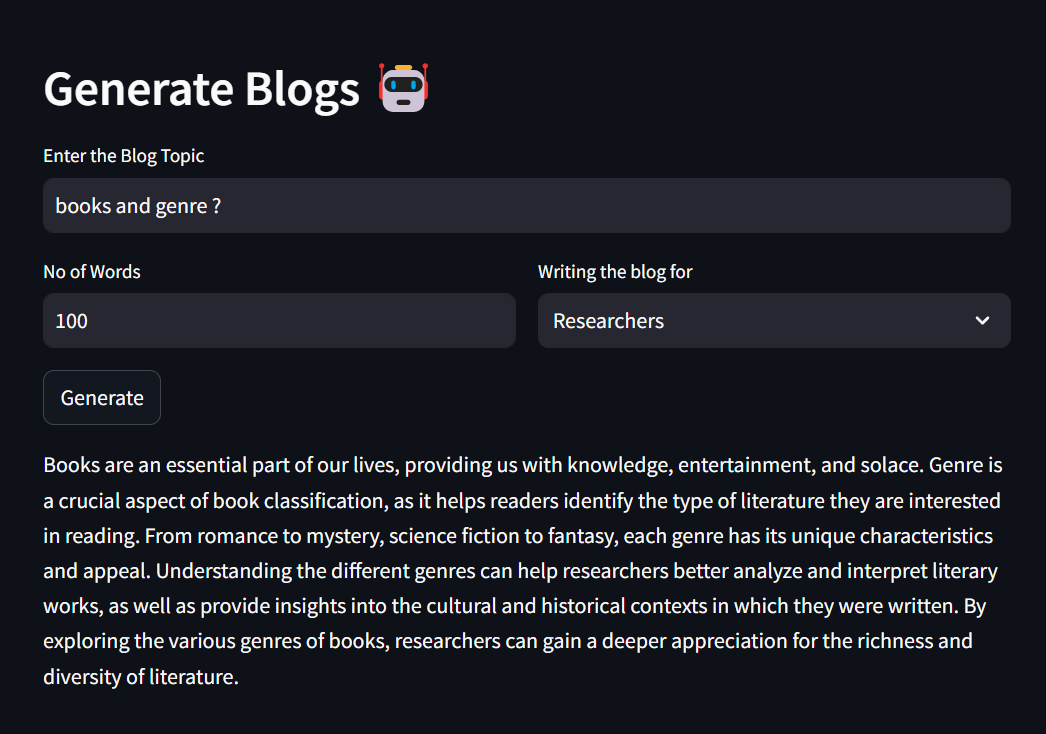 Generate Blogs
Enter the Blog Topic
books and genre ?
No of Words
Writing the blog for
100
Researchers
Generate
Books are an essential part of our lives, providing us with knowledge, entertainment, and solace. Genre is
a crucial aspect of book classification, as it helps readers identify the type of literature they are interested
in reading. From romance to mystery, science fiction to fantasy, each genre has its unique characteristics
and appeal. Understanding the different genres can help researchers better analyze and interpret literary
works, as well as provide insights into the cultural and historical contexts in which they were written. By
exploring the various genres of books, researchers can gain a deeper appreciation for the richness and
diversity of literature.